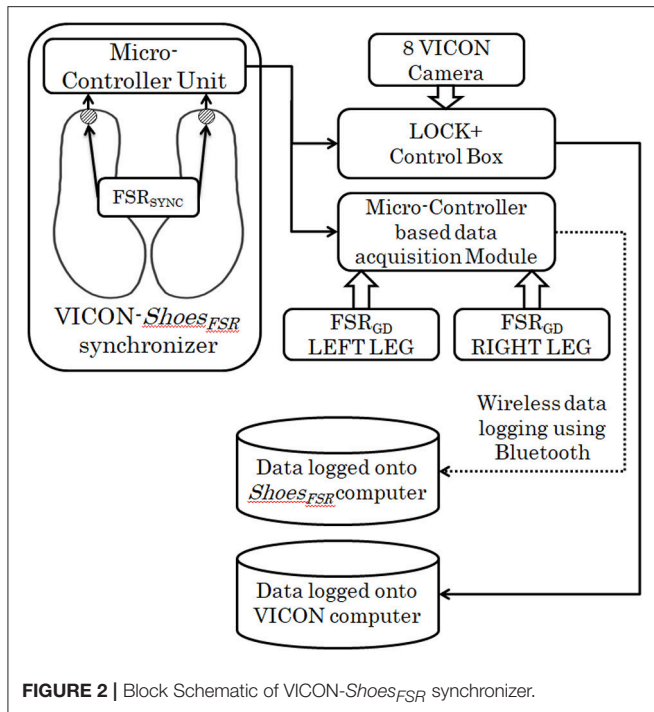 Micro-
Controller Unit
FSRSYNC
VICON-ShoesFSR
synchronizer
8 VICON
Camera
LOCK+
Control Box
Micro-Controller
based data
acquisition Module
FSRGD
LEFT LEG
FSRGD
RIGHT LEG
Wireless data
logging using
Bluetooth
Data logged onto
ShoesFSR computer
Data logged onto
VICON computer
FIGURE 2 | Block Schematic of VICON-ShoesFSR synchronizer.